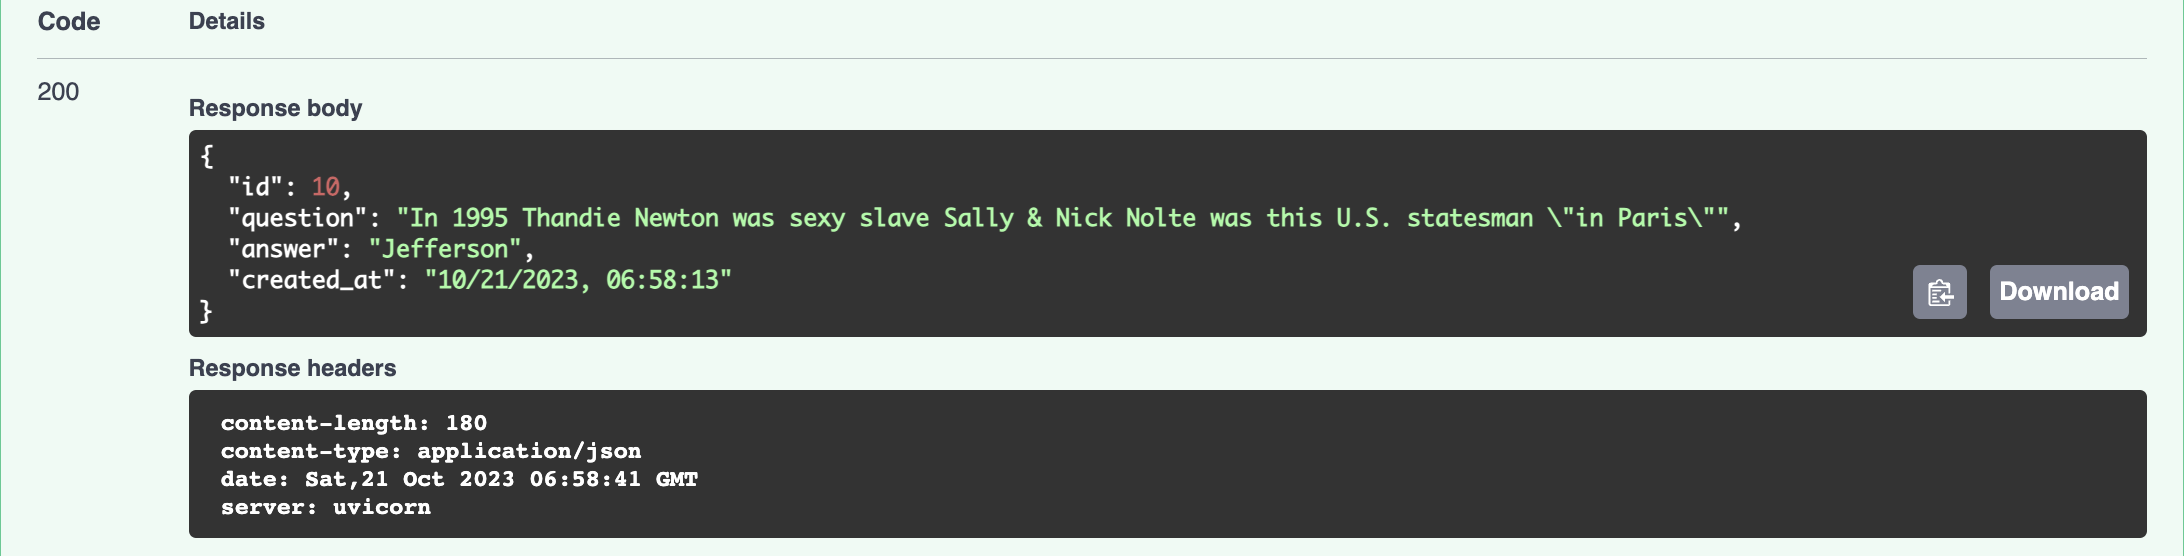 Code Details
200
Response body
{
  "id": 10,
  "question": "In 1995 Thandie Newton was sexy slave Sally & Nick Nolte was this U.S. statesman \"in Paris\"",
  "answer": "Jefferson",
  "created_at": "10/21/2023, 06:58:13"
}
Download
Response headers
content-length: 180
content-type: application/json
date: Sat,21 Oct 2023 06:58:41 GMT
server: uvicorn